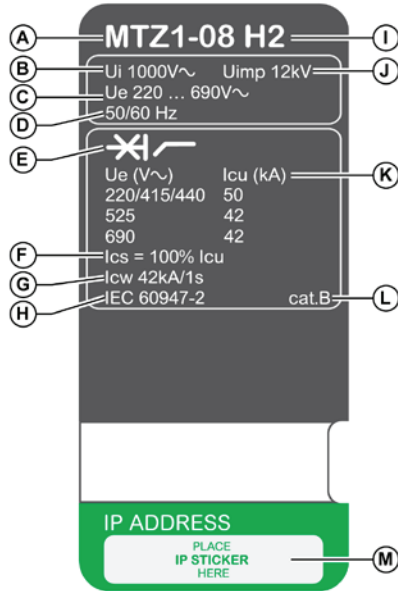 A MTZ1-08 H2 I
B Ui 1000V~ Uimp 12kV J
C Ue 220 ... 690V~
D 50/60 Hz
E
Ue (V~) Icu (kA) K
220/415/440 50
525 42
690 42
F Ics = 100% Icu
G Icw 42kA/1s
H IEC 60947-2 cat.B L
IP ADDRESS
PLACE
IP STICKER M
HERE